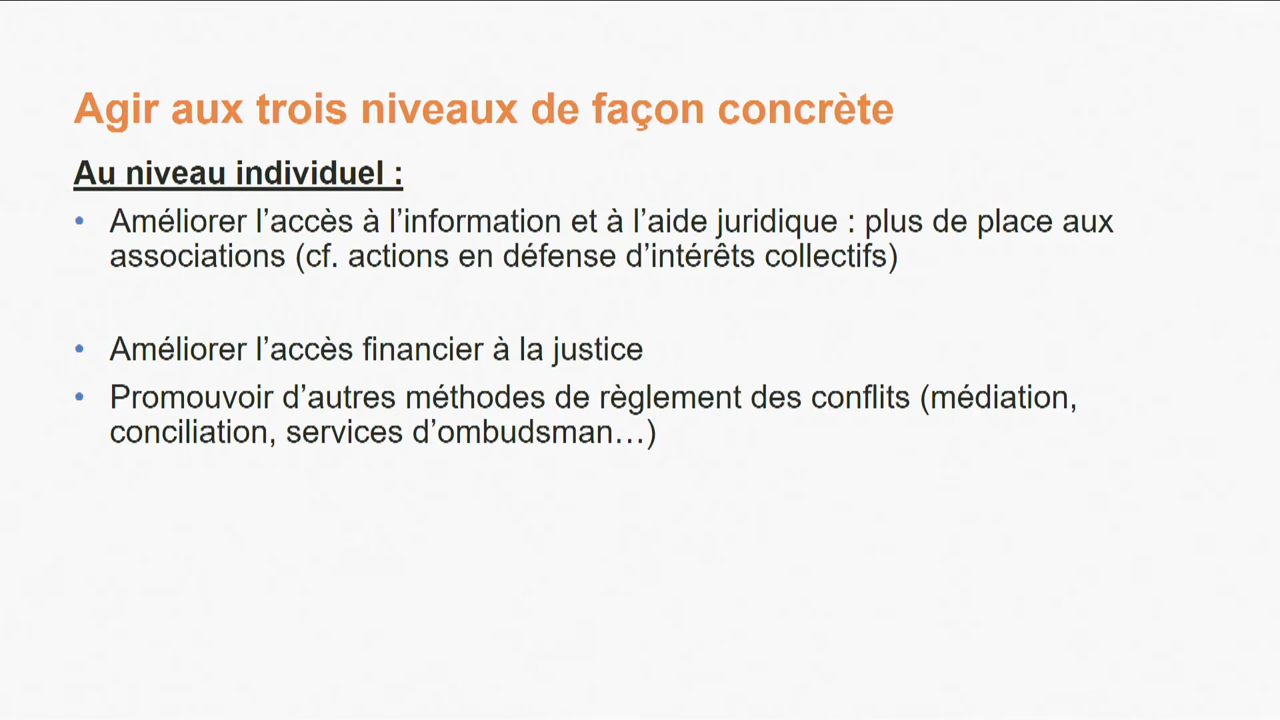 Agir aux trois niveaux de façon concrète
Au niveau individuel :
• Améliorer l’accès à l’information et à l’aide juridique : plus de place aux
associations (cf. actions en défense d’intérêts collectifs)
• Améliorer l’accès financier à la justice
• Promouvoir d’autres méthodes de règlement des conflits (médiation,
conciliation, services d’ombudsman…)